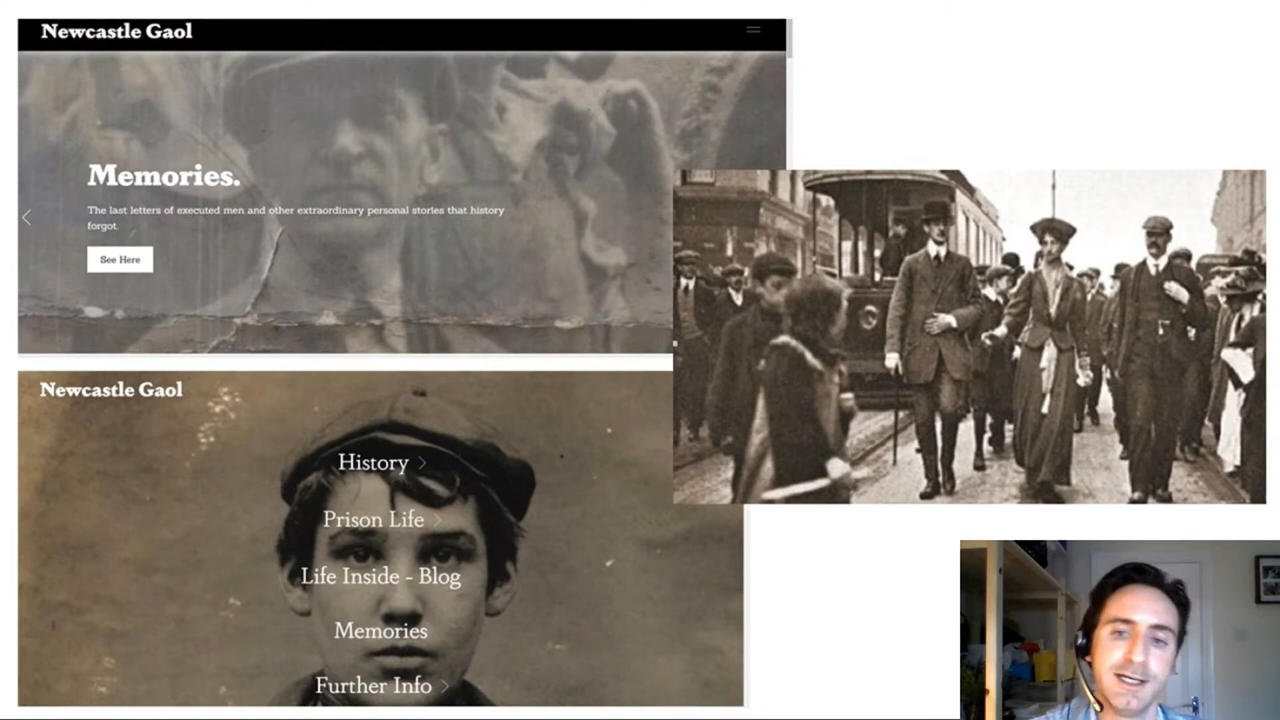 Newcastle Gaol
Memories.
The last letters of executed men and other extraordinary personal stories that history
forgot.
See Here
Newcastle Gaol
History
Prison Life
Life Inside - Blog
Memories
Further Info